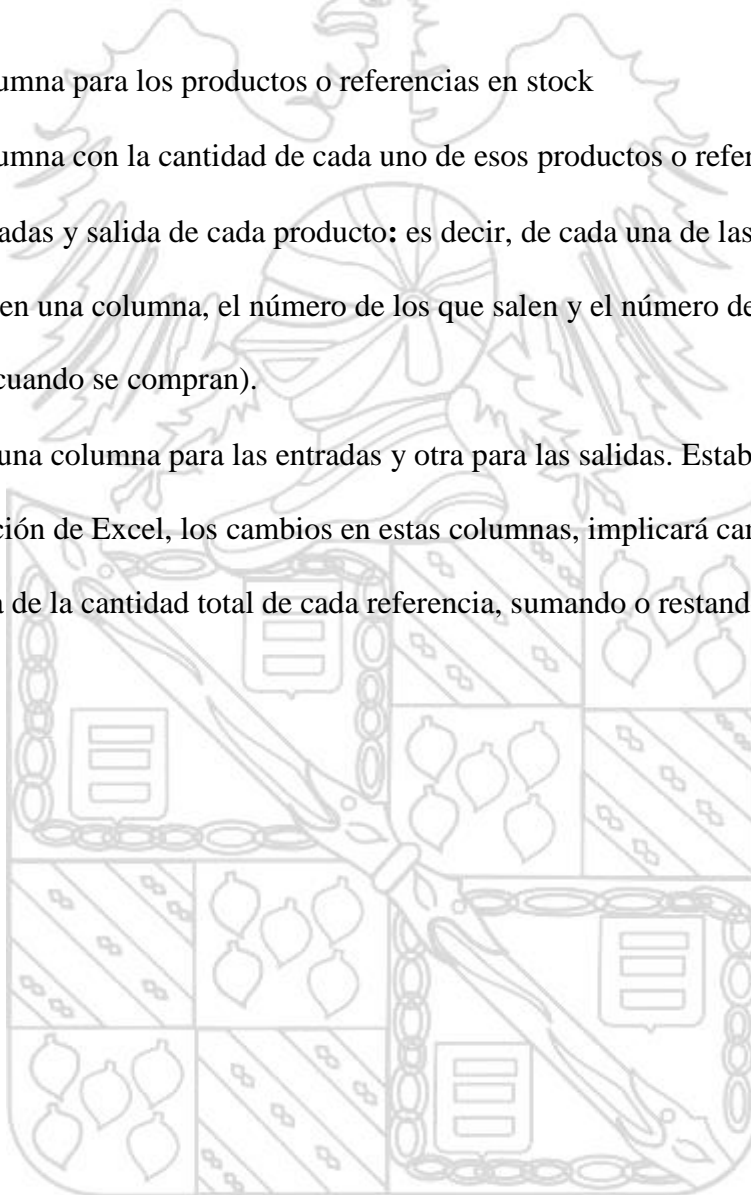 umna para los productos o referencias en stock
umna con la cantidad de cada uno de esos productos o refer
adas y salida de cada producto: es decir, de cada una de las
en una columna, el número de los que salen y el número de
cuando se compran).
una columna para las entradas y otra para las salidas. Estab
ción de Excel, los cambios en estas columnas, implicará ca
a de la cantidad total de cada referencia, sumando o restand